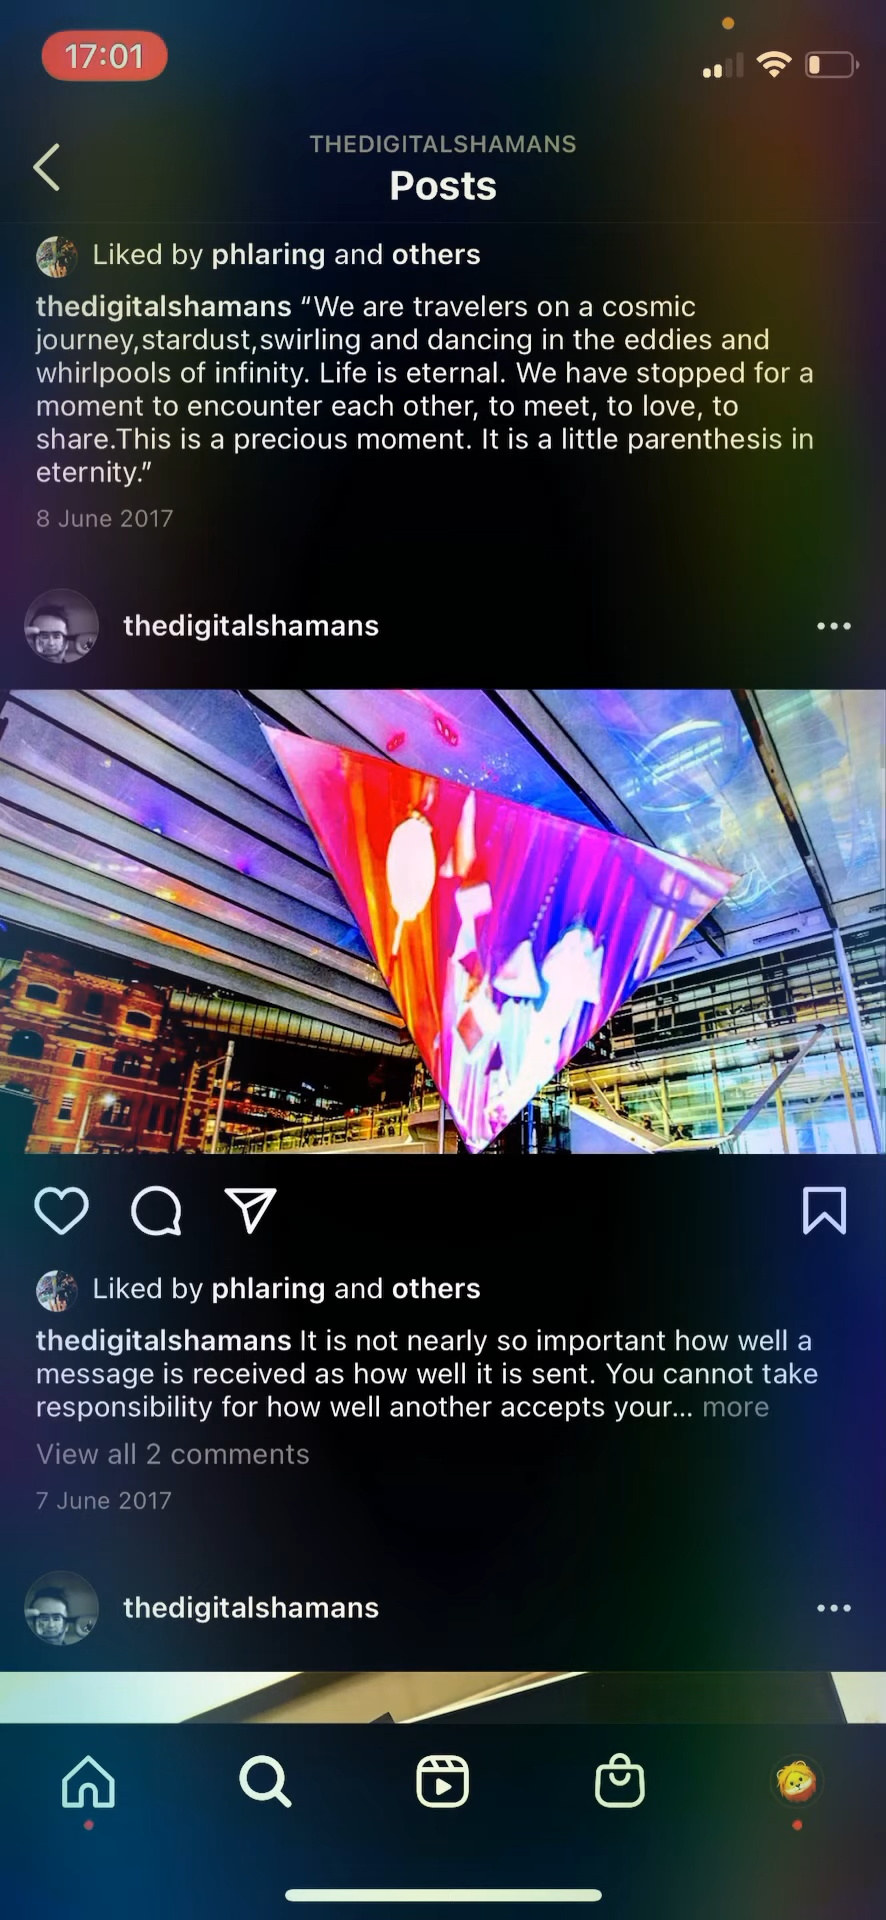 17:01
THEDIGITALSHAMANS
Posts
Liked by phlaring and others
thedigitalshamans “We are travelers on a cosmic
journey,stardust,swirling and dancing in the eddies and
whirlpools of infinity. Life is eternal. We have stopped for a
moment to encounter each other, to meet, to love, to
share.This is a precious moment. It is a little parenthesis in
eternity.”
8 June 2017
thedigitalshamans
Liked by phlaring and others
thedigitalshamans It is not nearly so important how well a
message is received as how well it is sent. You cannot take
responsibility for how well another accepts your... more
View all 2 comments
7 June 2017
thedigitalshamans